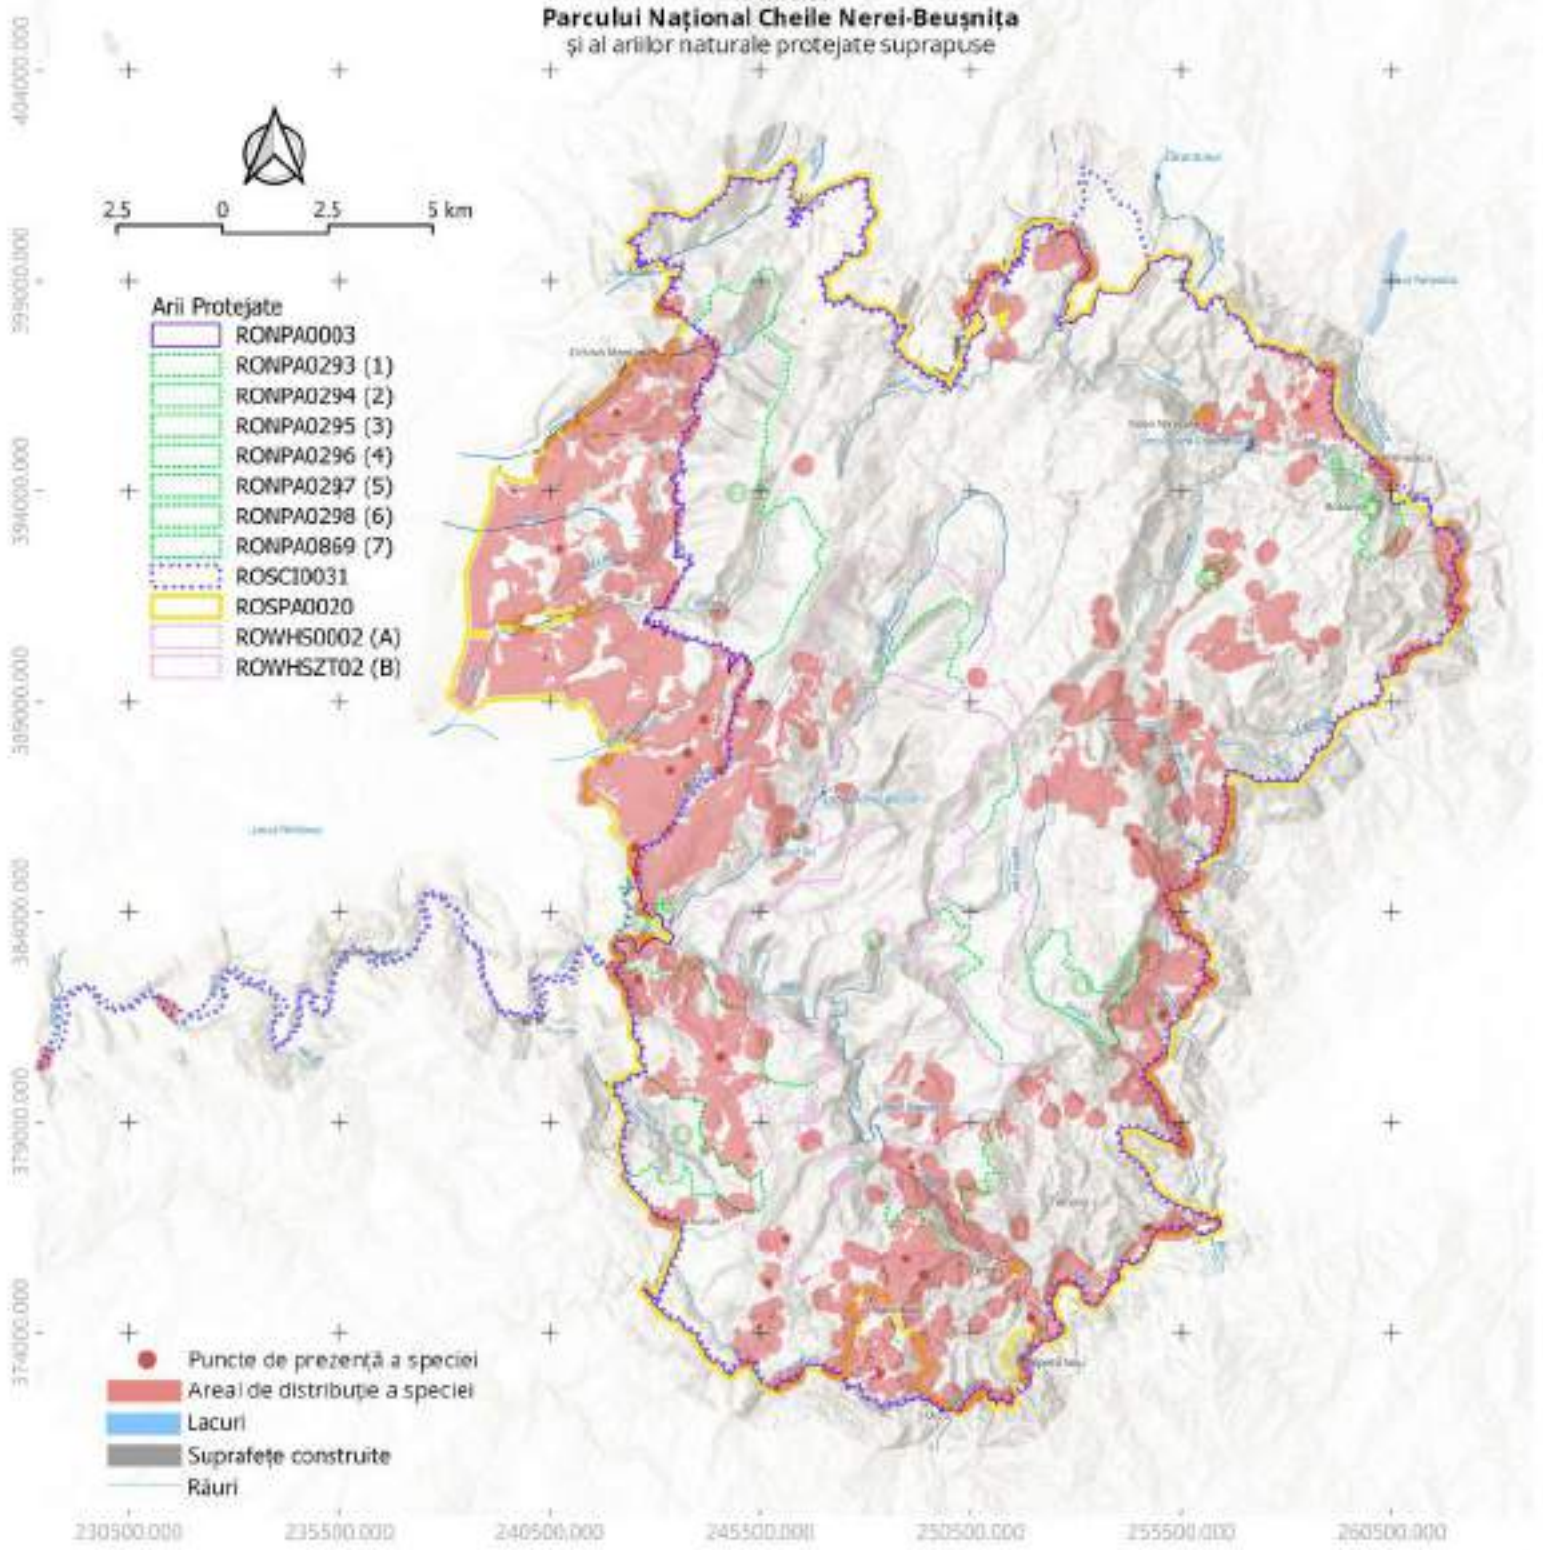 Parcului Național Cheile Nerei-Beușnița
și al ariilor naturale protejate suprapuse
404000.000
399000.000
394000.000
389000.000
384000.000
379000.000
374000.000
2.5 0 2.5 5 km
Arii Protejate
RONPA0003
RONPA0293 (1)
RONPA0294 (2)
RONPA0295 (3)
RONPA0296 (4)
RONPA0297 (5)
RONPA0298 (6)
RONPA0869 (7)
ROSCI0031
ROSPA0020
ROWHS0002 (A)
ROWHSZT02 (B)
Puncte de prezență a speciei
Areal de distribuție a speciei
Lacuri
Suprafețe construite
Râuri
230500.000 235500.000 240500.000 245500.000 250500.000 255500.000 260500.000